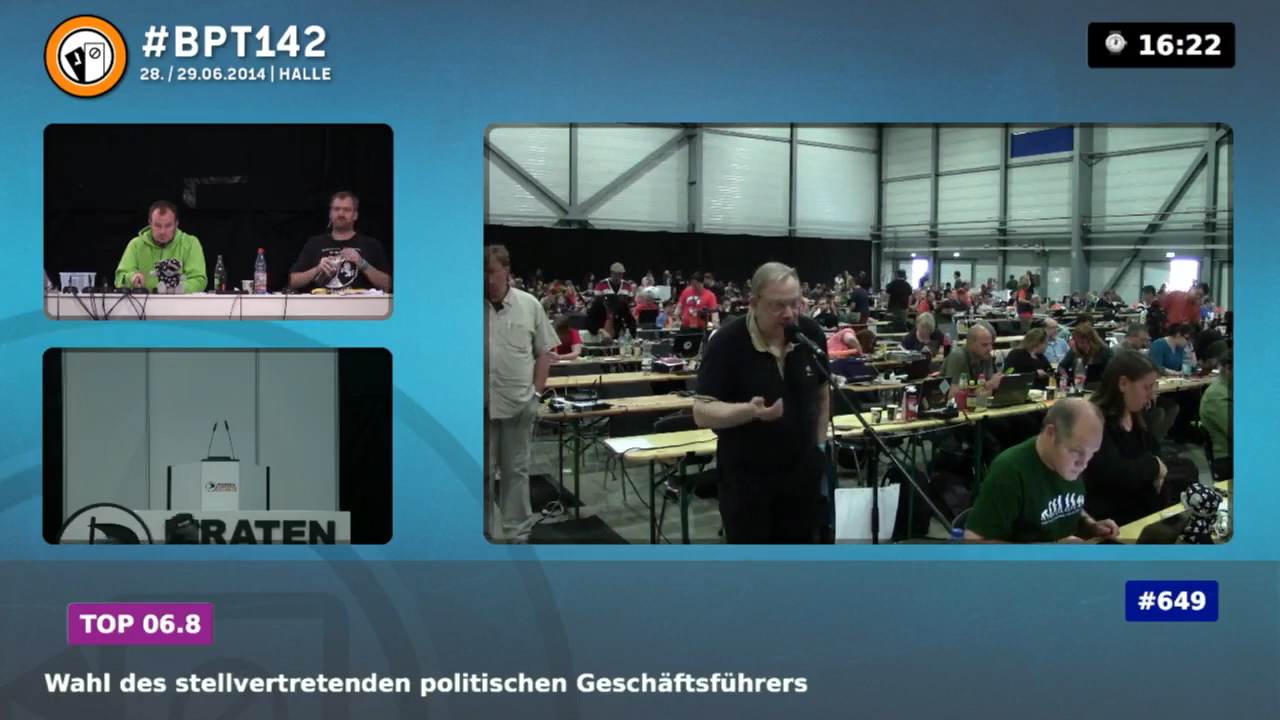 #BPT142
28. / 29.06.2014 | HALLE
16:22
RATEN
TOP 06.8
#649
Wahl des stellvertretenden politischen Geschäftsführers